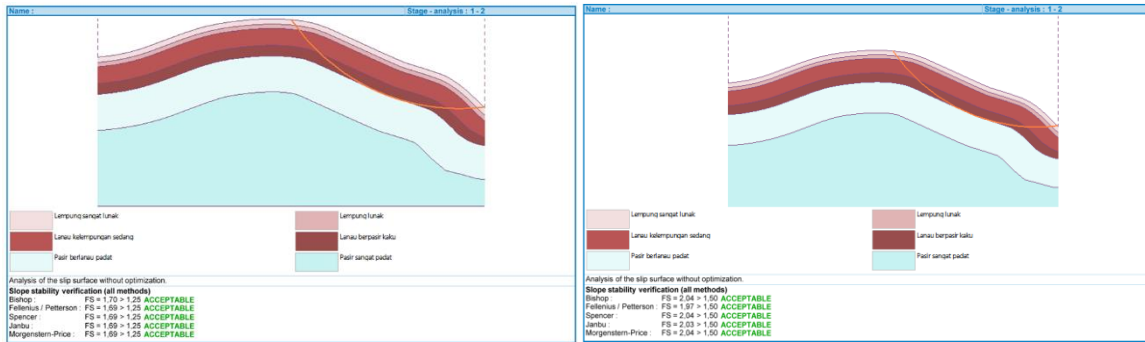 Name :
Stage - analysis : 1 - 2
Lempung sangat lunak
Lempung lunak
Lanau kelempungan sedang
Lanau berpasir kaku
Pasir berlanau padat
Pasir sangat padat
Analysis of the slip surface without optimization.
Slope stability verification (all methods)
Bishop : FS = 1,70 > 1,25 ACCEPTABLE
Fellenius / Petterson : FS = 1,69 > 1,25 ACCEPTABLE
Spencer : FS = 1,69 > 1,25 ACCEPTABLE
Janbu : FS = 1,69 > 1,25 ACCEPTABLE
Morgenstern-Price : FS = 1,69 > 1,25 ACCEPTABLE
Name :
Stage - analysis : 1 - 2
Lempung sangat lunak
Lempung lunak
Lanau kelempungan sedang
Lanau berpasir kaku
Pasir berlanau padat
Pasir sangat padat
Analysis of the slip surface without optimization.
Slope stability verification (all methods)
Bishop : FS = 2,04 > 1,50 ACCEPTABLE
Fellenius / Petterson : FS = 1,97 > 1,50 ACCEPTABLE
Spencer : FS = 2,04 > 1,50 ACCEPTABLE
Janbu : FS = 2,03 > 1,50 ACCEPTABLE
Morgenstern-Price : FS = 2,04 > 1,50 ACCEPTABLE